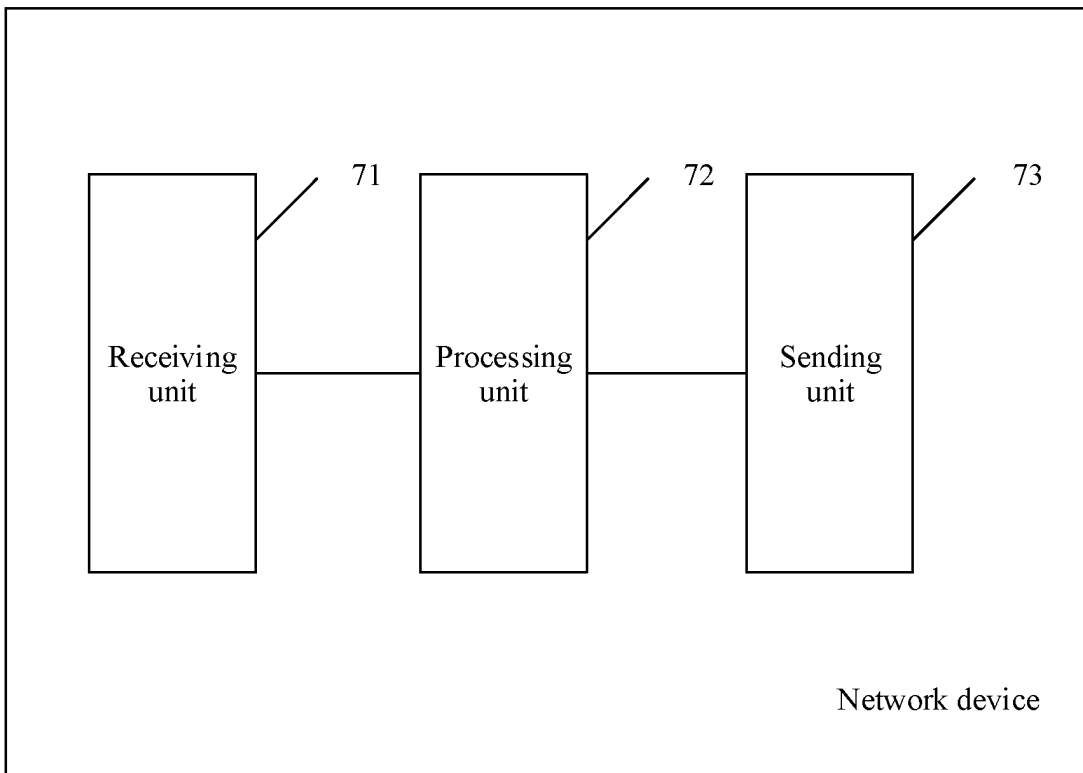 71
72
73
Receiving
unit
Processing
unit
Sending
unit
Network device